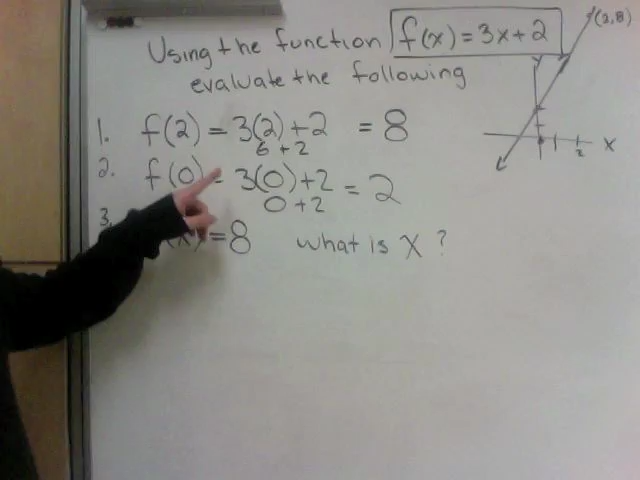 Using the function f(x) = 3x + 2
evaluate the following
1. f(2) = 3(2) + 2 = 8
6 + 2
2. f(0) = 3(0) + 2 = 2
0 + 2
3. (x) = 8 what is x ?
(2,8)
y
1 2 x